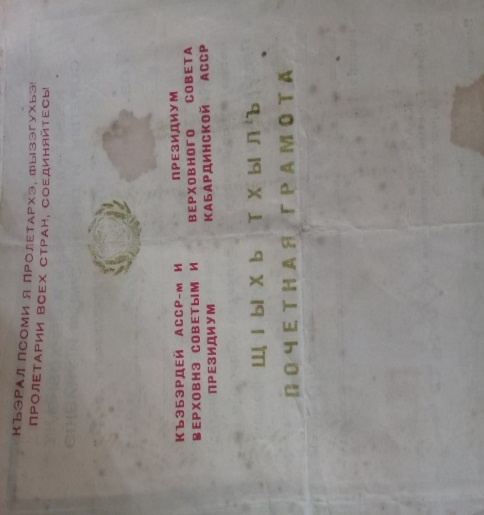 КЪЭРАЛ ПСОМИ Я ПРОЛЕТАРХЭ, ФЫЗЭГУХЬЭ!
ПРОЛЕТАРИИ ВСЕХ СТРАН, СОЕДИНЯЙТЕСЬ!
КЪЭБЭРДЕЙ АССР-м И
ВЕРХОВНЭ СОВЕТЫМ И
ПРЕЗИДИУМ
ПРЕЗИДИУМ
ВЕРХОВНОГО СОВЕТА
КАБАРДИНСКОЙ АССР
ЩIЫХЬ ТХЫЛЪ
ПОЧЕТНАЯ ГРАМОТА